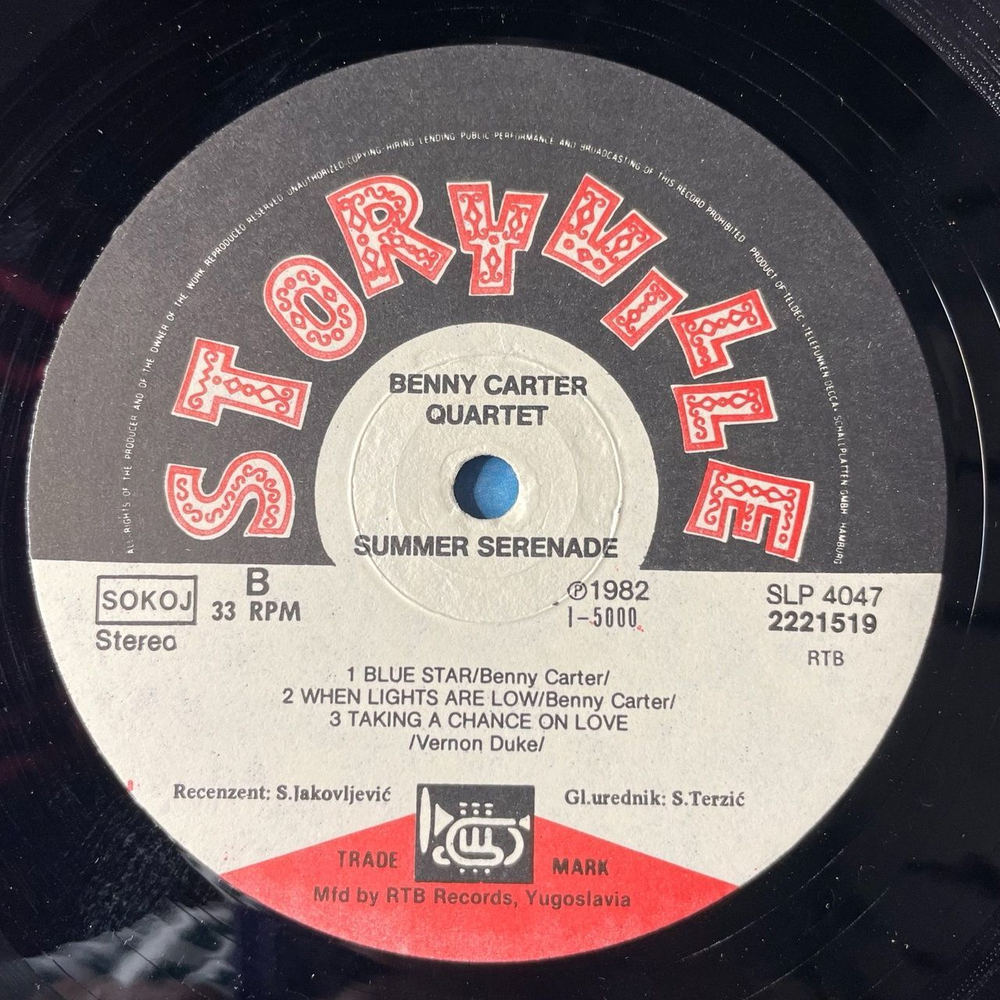 ALL RIGHTS OF THE PRODUCER AND OF THE OWNER OF THE WORK REPRODUCED RESERVED UNAUTHORIZED COPYING HIRING LENDING PUBLIC PERFORMANCE AND BROADCASTING OF THIS RECORD PROHIBITED PRODUCT OF TELDEC, »TELEFUNKEN DECCA« SCHALLPLATTEN GMBH, HAMBURG
STORYVILLE
BENNY CARTER
QUARTET
SUMMER SERENADE
SOKOJ
B
33 RPM
Stereo
℗1982
I-5000
SLP 4047
2221519
RTB
1 BLUE STAR/Benny Carter/
2 WHEN LIGHTS ARE LOW/Benny Carter/
3 TAKING A CHANCE ON LOVE
/Vernon Duke/
Recenzent: S.Jakovljević
Gl.urednik: S.Terzić
TRADE MARK
Mfd by RTB Records, Yugoslavia